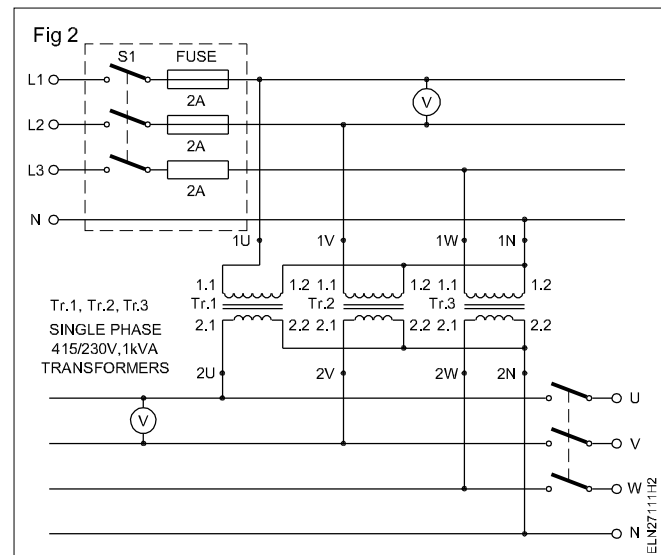 Fig 2
S1 FUSE
L1
2A V
L2
2A
L3
2A
N
1U 1V 1W 1N
1.1 1.2 1.1 1.2 1.1 1.2
Tr.1 Tr.2 Tr.3
2.1 2.2 2.1 2.2 2.1 2.2
Tr.1, Tr.2, Tr.3
SINGLE PHASE
415/230V,1kVA
TRANSFORMERS
2U 2V 2W 2N
U
V
V
W
N
ELN27111H2